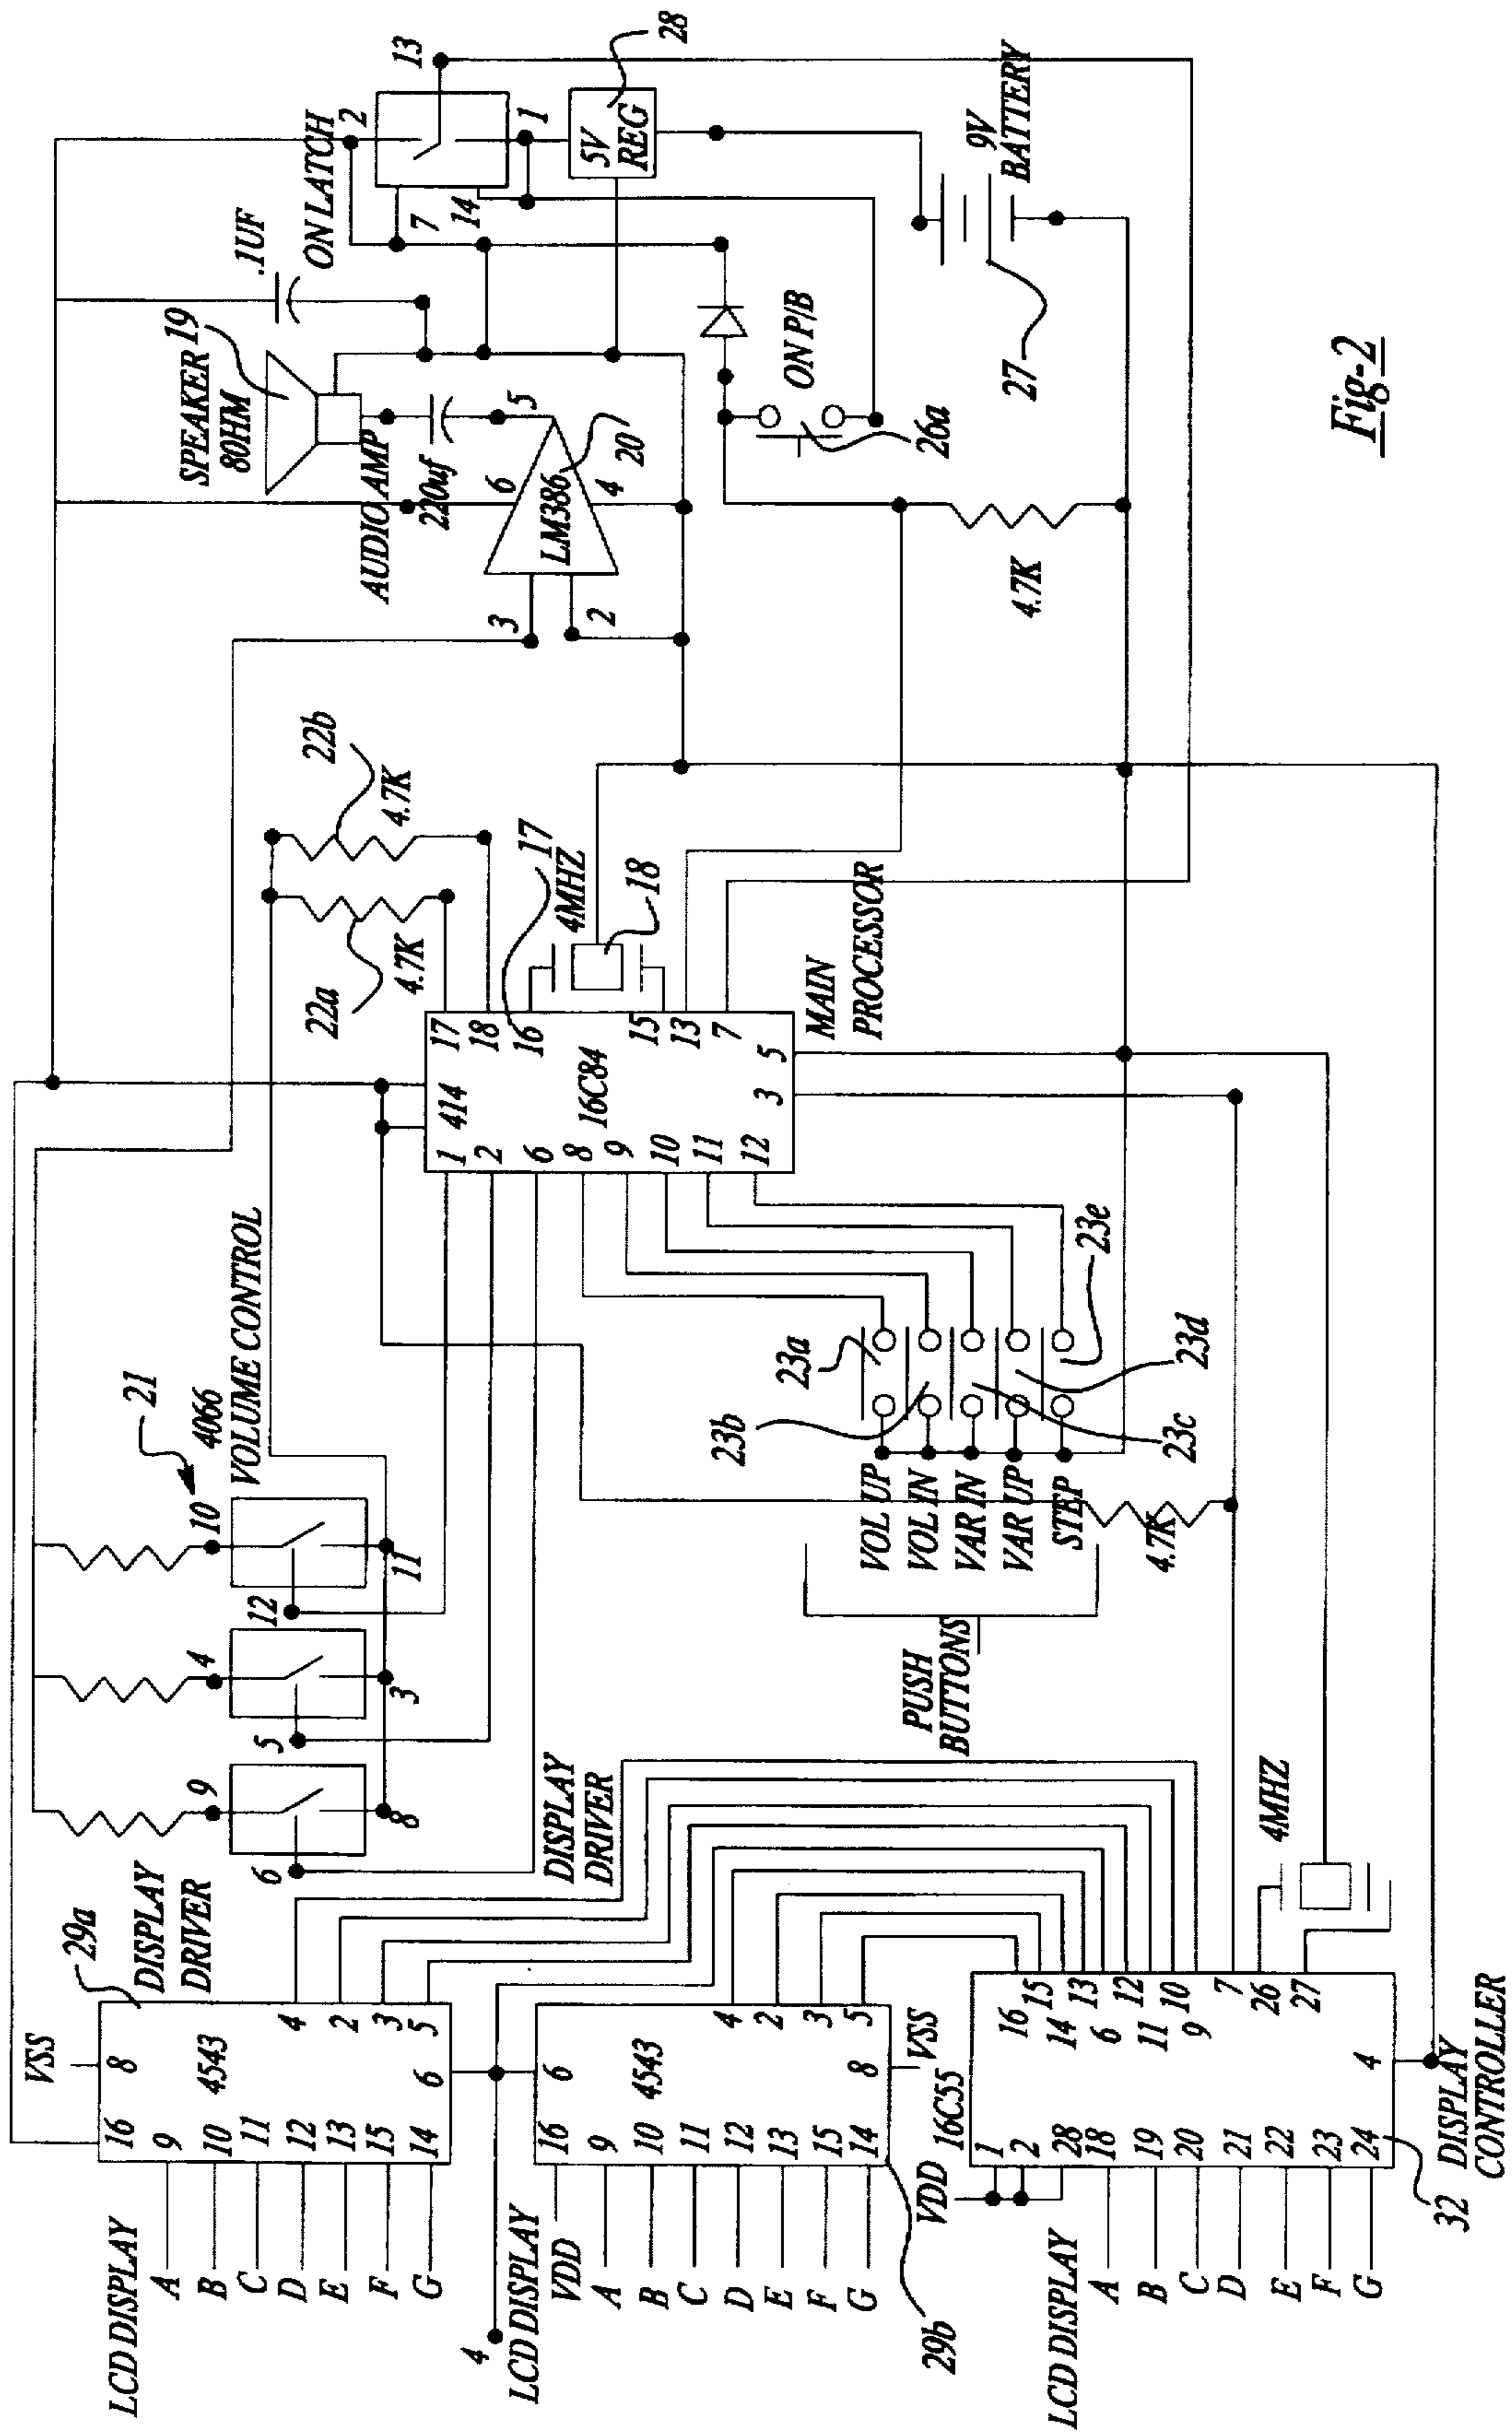 LCD DISPLAY
A
B
C
D
E
F
G
16
9
10
11
12
13
15
14
VSS
8
4543
6
4
2
3
5
29a
DISPLAY
DRIVER
4
LCD DISPLAY
VDD
A
B
C
D
E
F
G
16
9
10
11
12
13
15
14
6
4543
8
VSS
4
2
3
5
29b
DISPLAY
DRIVER
LCD DISPLAY
A
B
C
D
E
F
G
VDD
16C55
1
2
28
18
19
20
21
22
23
24
16
15
14
13
6
12
11
10
9
7
26
27
4
32
DISPLAY
CONTROLLER
4MHZ
6
9
8
5
4
3
12
10
11
21
4066
VOLUME CONTROL
PUSH
BUTTONS
VOL UP
VOL IN
VAR IN
VAR UP
STEP
23a
23b
23c
23d
23e
4.7K
1
2
6
8
9
10
11
12
414
16C84
3
5
17
18
16
15
13
7
MAIN
PROCESSOR
22a
4.7K
22b
4.7K
17
4MHZ
18
3
2
LM386
6
4
5
20
AUDIO AMP
220uf
SPEAKER
80HM
19
.1UF
ON LATCH
2
7
14
1
13
5V
REG
28
ON P/B
26a
4.7K
27
9V
BATTERY
Fig-2